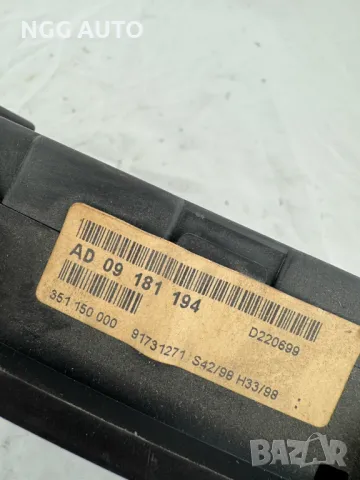 NGG AUTO
AD 09 181 194
351 150 000
D220699
91731271 S42/98 H33/98
BAZAR